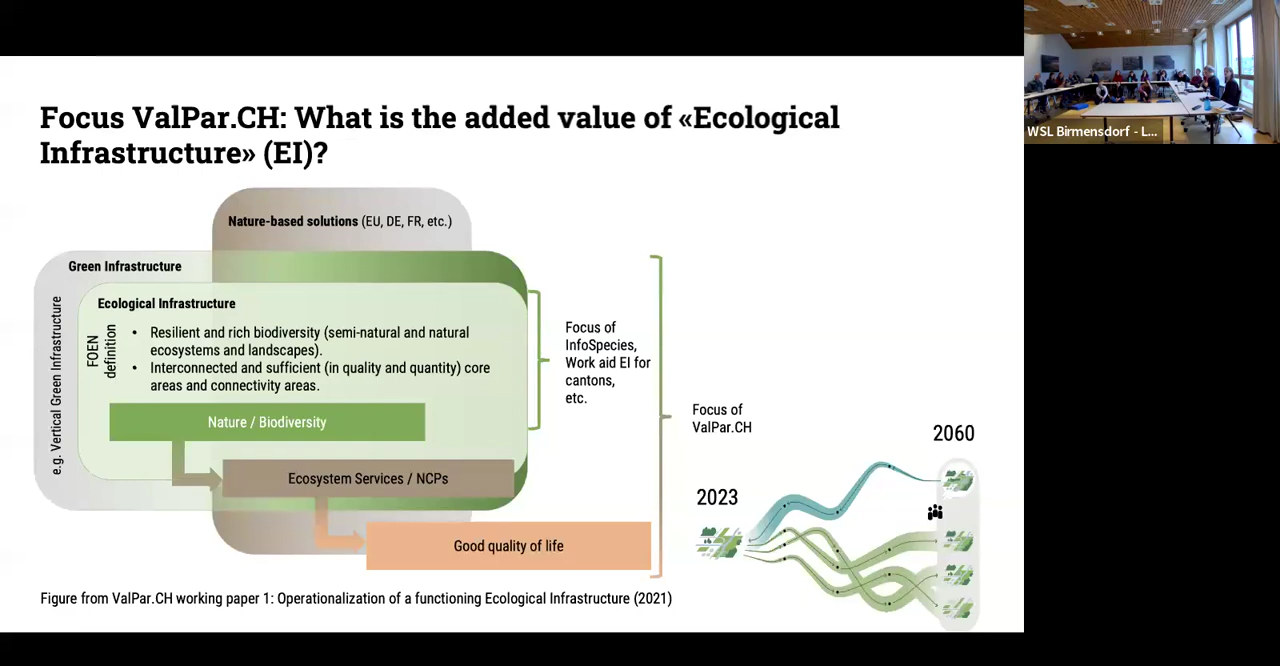 Focus ValPar.CH: What is the added value of «Ecological
Infrastructure» (EI)?
Nature-based solutions (EU, DE, FR, etc.)
Green Infrastructure
e.g. Vertical Green Infrastructure
Ecological Infrastructure
FOEN
definition
• Resilient and rich biodiversity (semi-natural and natural
ecosystems and landscapes).
• Interconnected and sufficient (in quality and quantity) core
areas and connectivity areas.
Nature / Biodiversity
Ecosystem Services / NCPs
Good quality of life
Focus of
InfoSpecies,
Work aid EI for
cantons,
etc.
Focus of
ValPar.CH
2023
2060
Figure from ValPar.CH working paper 1: Operationalization of a functioning Ecological Infrastructure (2021)
WSL Birmensdorf - L...